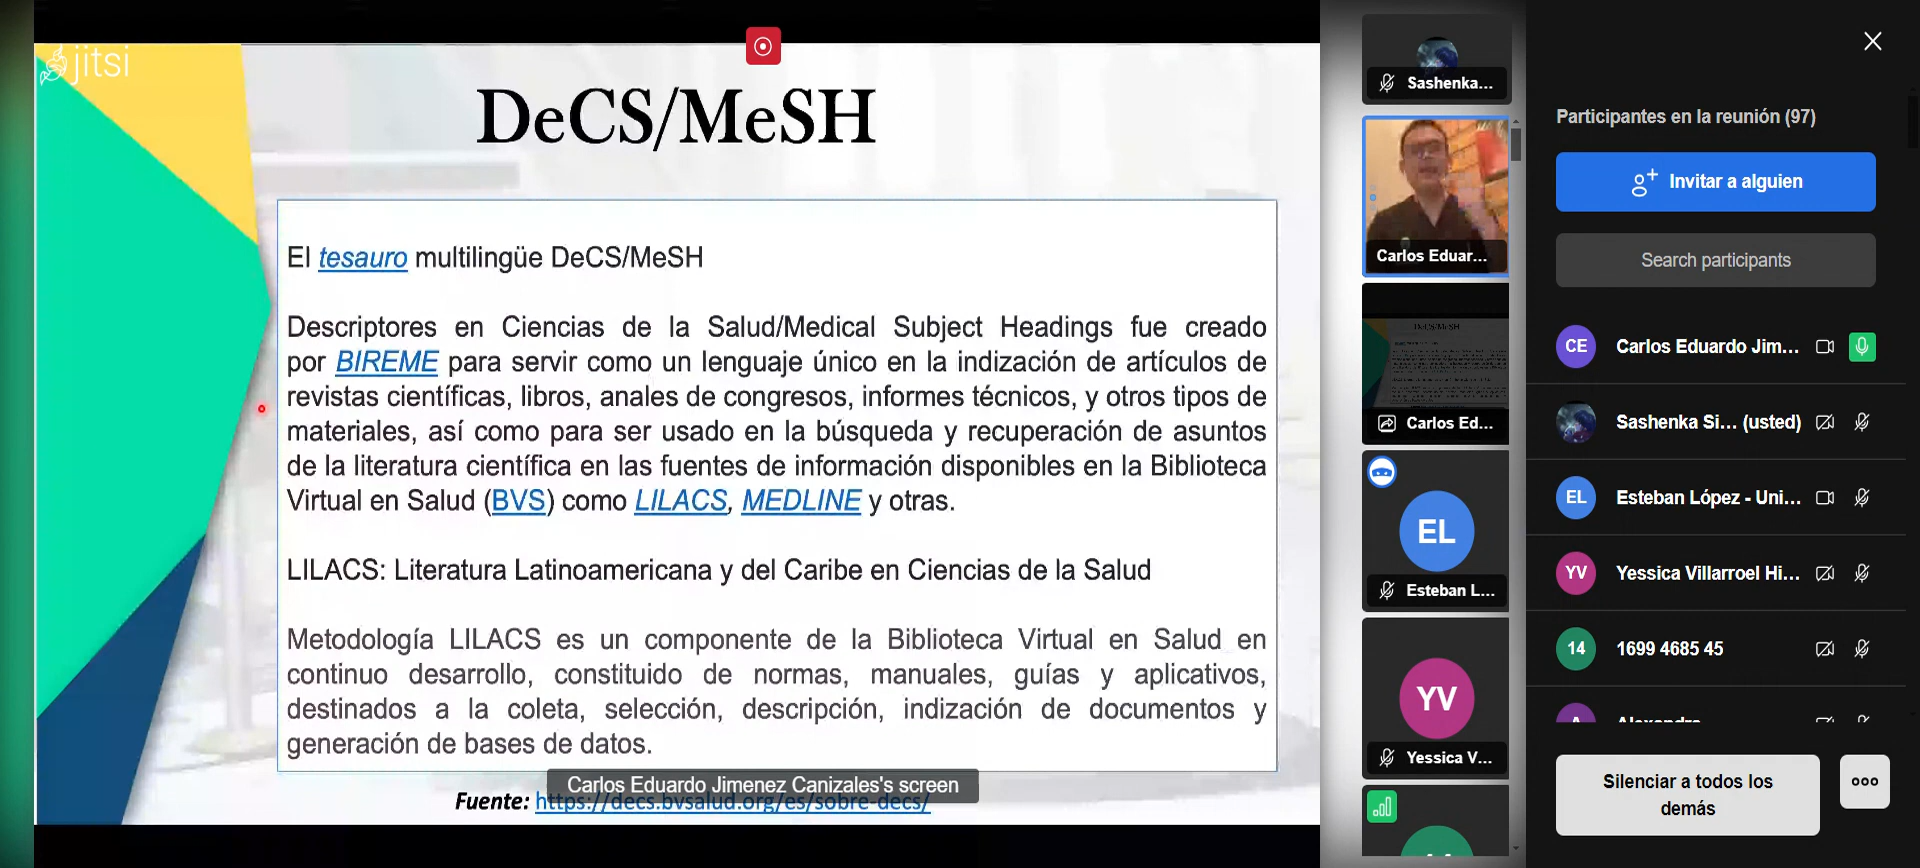 jitsi
DeCS/MeSH
El tesauro multilingüe DeCS/MeSH
Descriptores en Ciencias de la Salud/Medical Subject Headings fue creado
por BIREME para servir como un lenguaje único en la indización de artículos de
revistas científicas, libros, anales de congresos, informes técnicos, y otros tipos de
materiales, así como para ser usado en la búsqueda y recuperación de asuntos
de la literatura científica en las fuentes de información disponibles en la Biblioteca
Virtual en Salud (BVS) como LILACS, MEDLINE y otras.
LILACS: Literatura Latinoamericana y del Caribe en Ciencias de la Salud
Metodología LILACS es un componente de la Biblioteca Virtual en Salud en
continuo desarrollo, constituido de normas, manuales, guías y aplicativos,
destinados a la coleta, selección, descripción, indización de documentos y
generación de bases de datos.
Carlos Eduardo Jimenez Canizales's screen
Fuente: https://decs.bvsalud.org/es/sobre-decs/
Sashenka...
Carlos Eduar...
DeCS/MeSH
Carlos Ed...
EL
Esteban L...
YV
Yessica V...
Participantes en la reunión (97)
Invitar a alguien
Search participants
CE Carlos Eduardo Jim...
Sashenka Si... (usted)
EL Esteban López - Uni...
YV Yessica Villarroel Hi...
14 1699 4685 45
Silenciar a todos los
demás